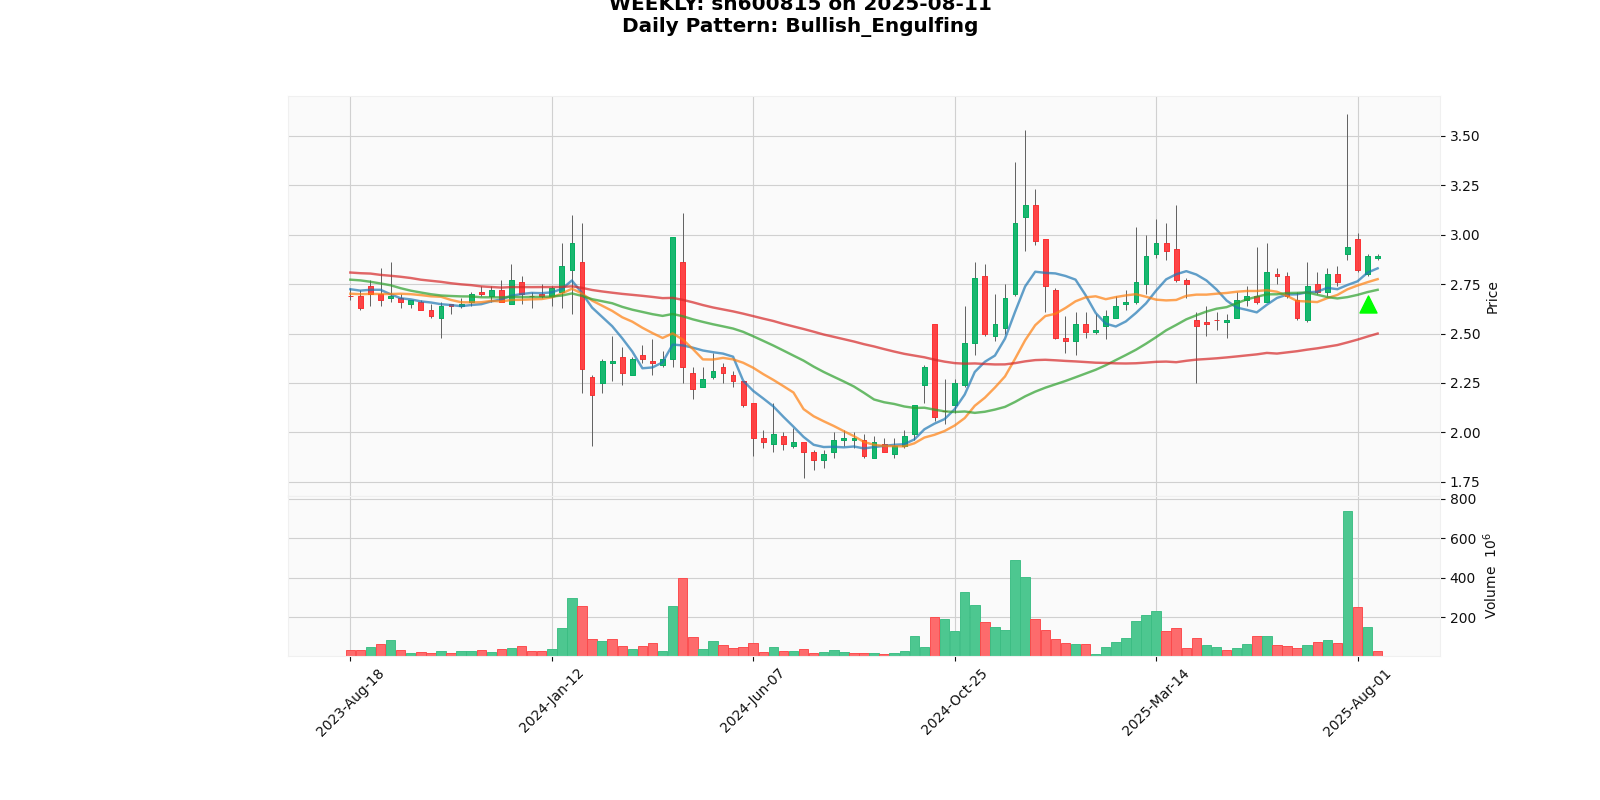 WEEKLY: sh600815 on 2025-08-11
Daily Pattern: Bullish_Engulfing
3.50
3.25
3.00
2.75
2.50
2.25
2.00
1.75
Price
800
600
400
200
Volume 10⁶
2023-Aug-18
2024-Jan-12
2024-Jun-07
2024-Oct-25
2025-Mar-14
2025-Aug-01